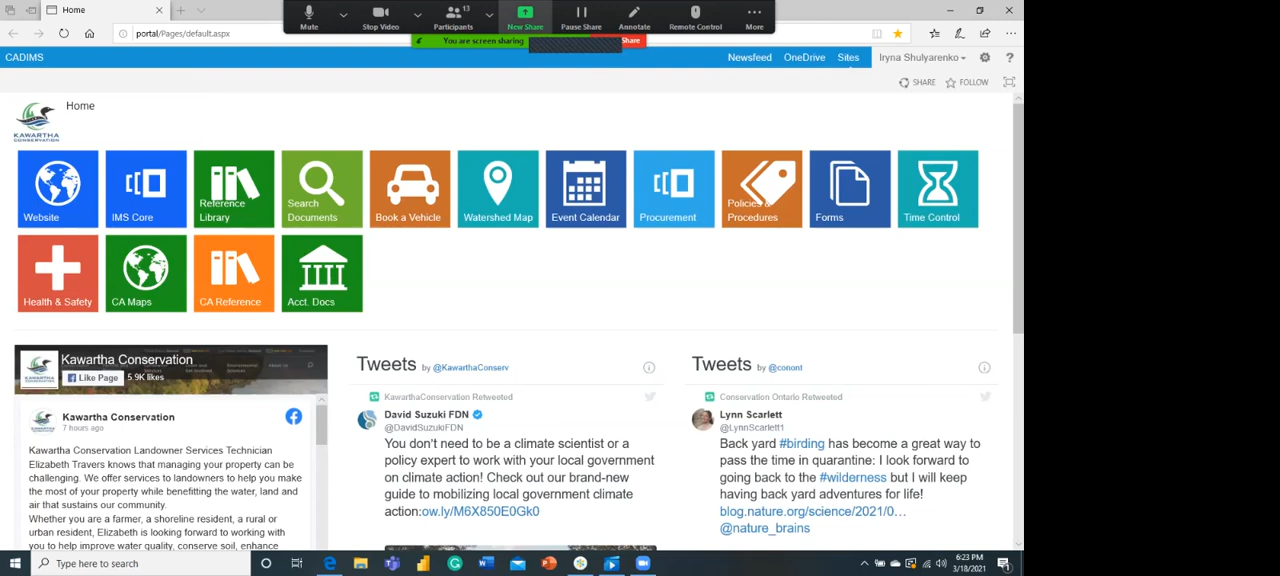 Home
Mute
Stop Video
13
Participants
New Share
Pause Share
Annotate
Remote Control
More
portal/Pages/default.aspx
You are screen sharing
Share
CADIMS
Newsfeed
OneDrive
Sites
Iryna Shulyarenko
?
SHARE
FOLLOW
KAWARTHA
CONSERVATION
Home
Website
IMS Core
Reference
Library
Search
Documents
Book a Vehicle
Watershed Map
Event Calendar
Procurement
Policies &
Procedures
Forms
Time Control
Health & Safety
CA Maps
CA Reference
Acct. Docs
Kawartha Conservation
Like Page
5.9K likes
Kawartha Conservation
7 hours ago
Kawartha Conservation Landowner Services Technician
Elizabeth Travers knows that managing your property can be
challenging. We offer services to landowners to help you make
the most of your property while benefitting the water, land and
air that sustains our community.
Whether you are a farmer, a shoreline resident, a rural or
urban resident, Elizabeth is looking forward to working with
you to help improve water quality, conserve soil, enhance
Tweets by @KawarthaConserv
KawarthaConserv Retweeted
David Suzuki FDN
@DavidSuzukiFDN
You don't need to be a climate scientist or a
policy expert to work with your local government
on climate action! Check out our brand-new
guide to mobilizing local government climate
action:ow.ly/M6X850E0Gk0
Tweets by @conont
Conservation Ontario Retweeted
Lynn Scarlett
@LynnScarlett1
Back yard #birding has become a great way to
pass the time in quarantine: I look forward to
going back to the #wilderness but I will keep
having back yard adventures for life!
blog.nature.org/science/2021/0…
@nature_brains
Type here to search
6:23 PM
3/18/2021